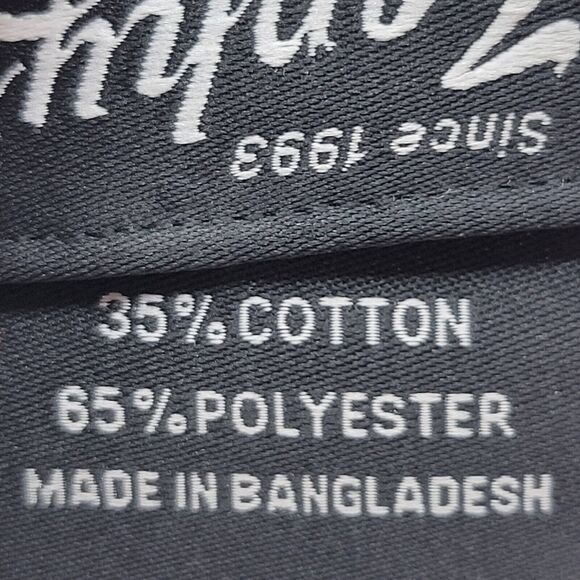 Since 1993
35% COTTON
65% POLYESTER
MADE IN BANGLADESH